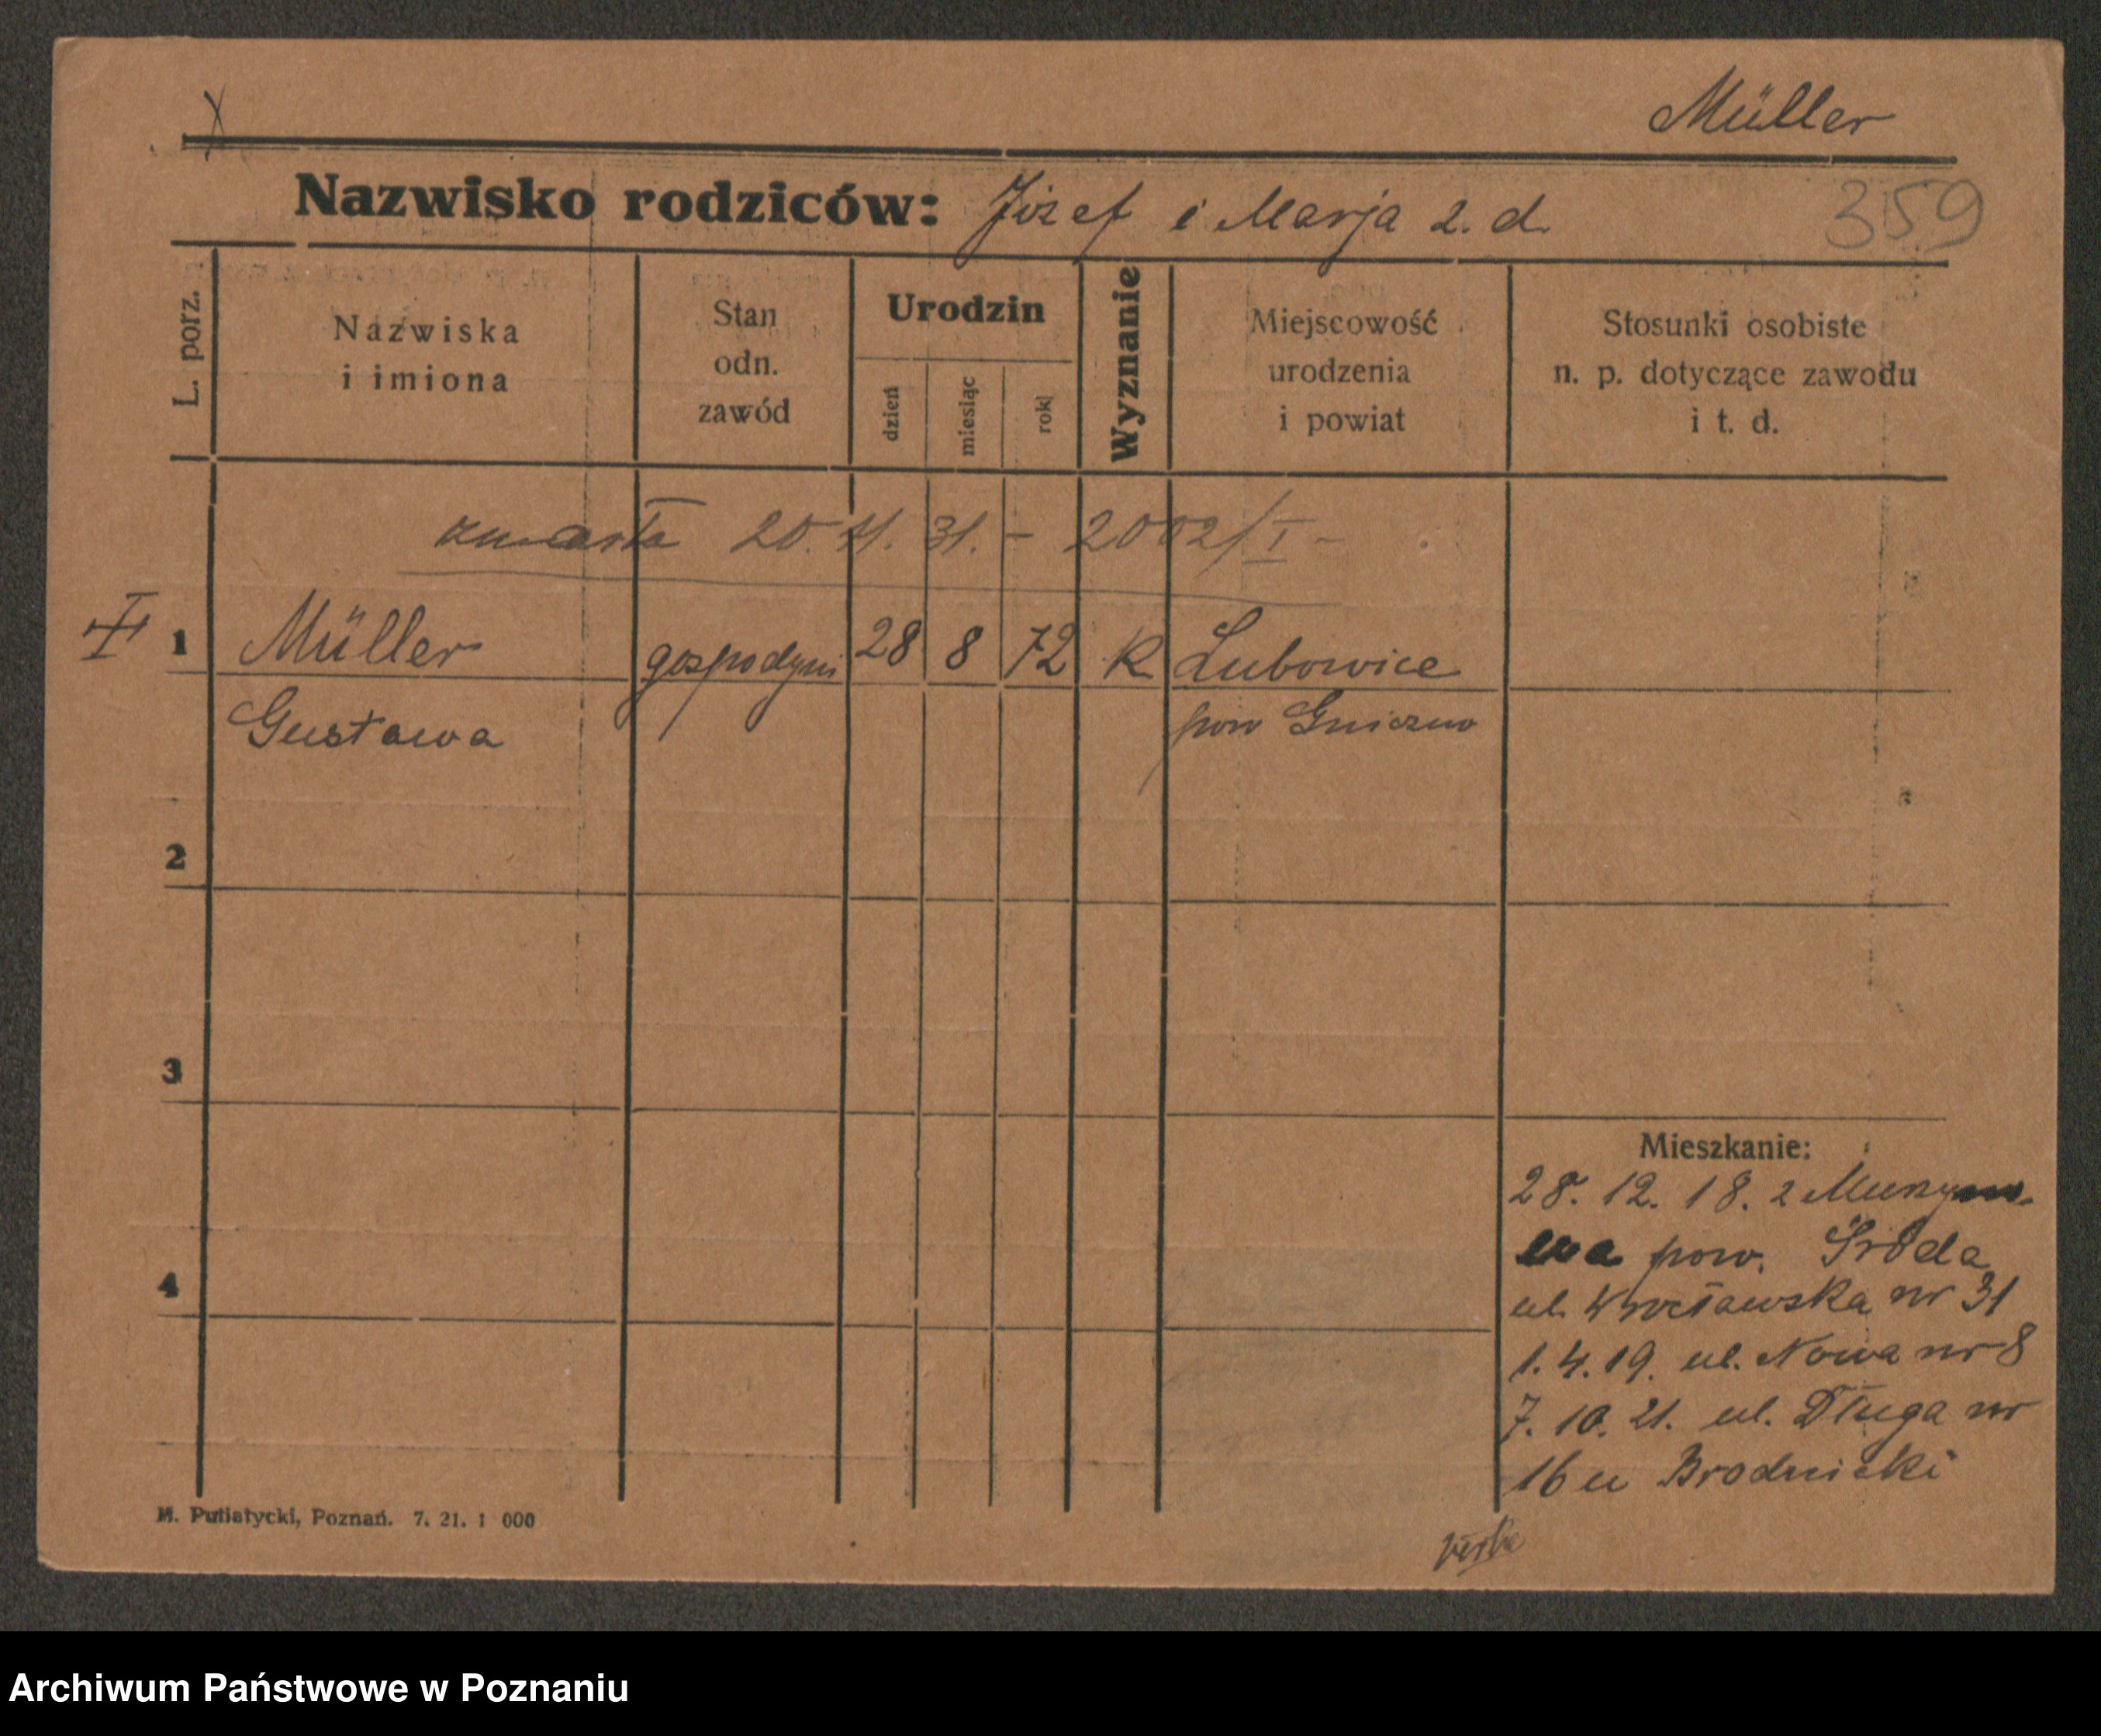 Müller
Nazwisko rodziców: Józef i Marja z. d.
359
L. porz.
Nazwiska
i imiona
Stan
odn.
zawód
Urodzin
dzień
miesiąc
rok
Wyznanie
Miejscowość
urodzenia
i powiat
Stosunki osobiste
n. p. dotyczące zawodu
i t. d.
zmarła 20. 11. 31. - 2002/I -
1 Müller gospodyni 28 8 72 K Lubowice
Gustawa pow Gniezno
2
3
Mieszkanie:
28. 12. 18. z
pow. Środa
4
ul. Wrocławska nr 31
1. 4. 19. ul. Nowa nr 8
7. 10. 21. ul. Długa nr
16 u Brodnicki
M. Putiatycki, Poznań. 7. 21. 1 000
Archiwum Państwowe w Poznaniu